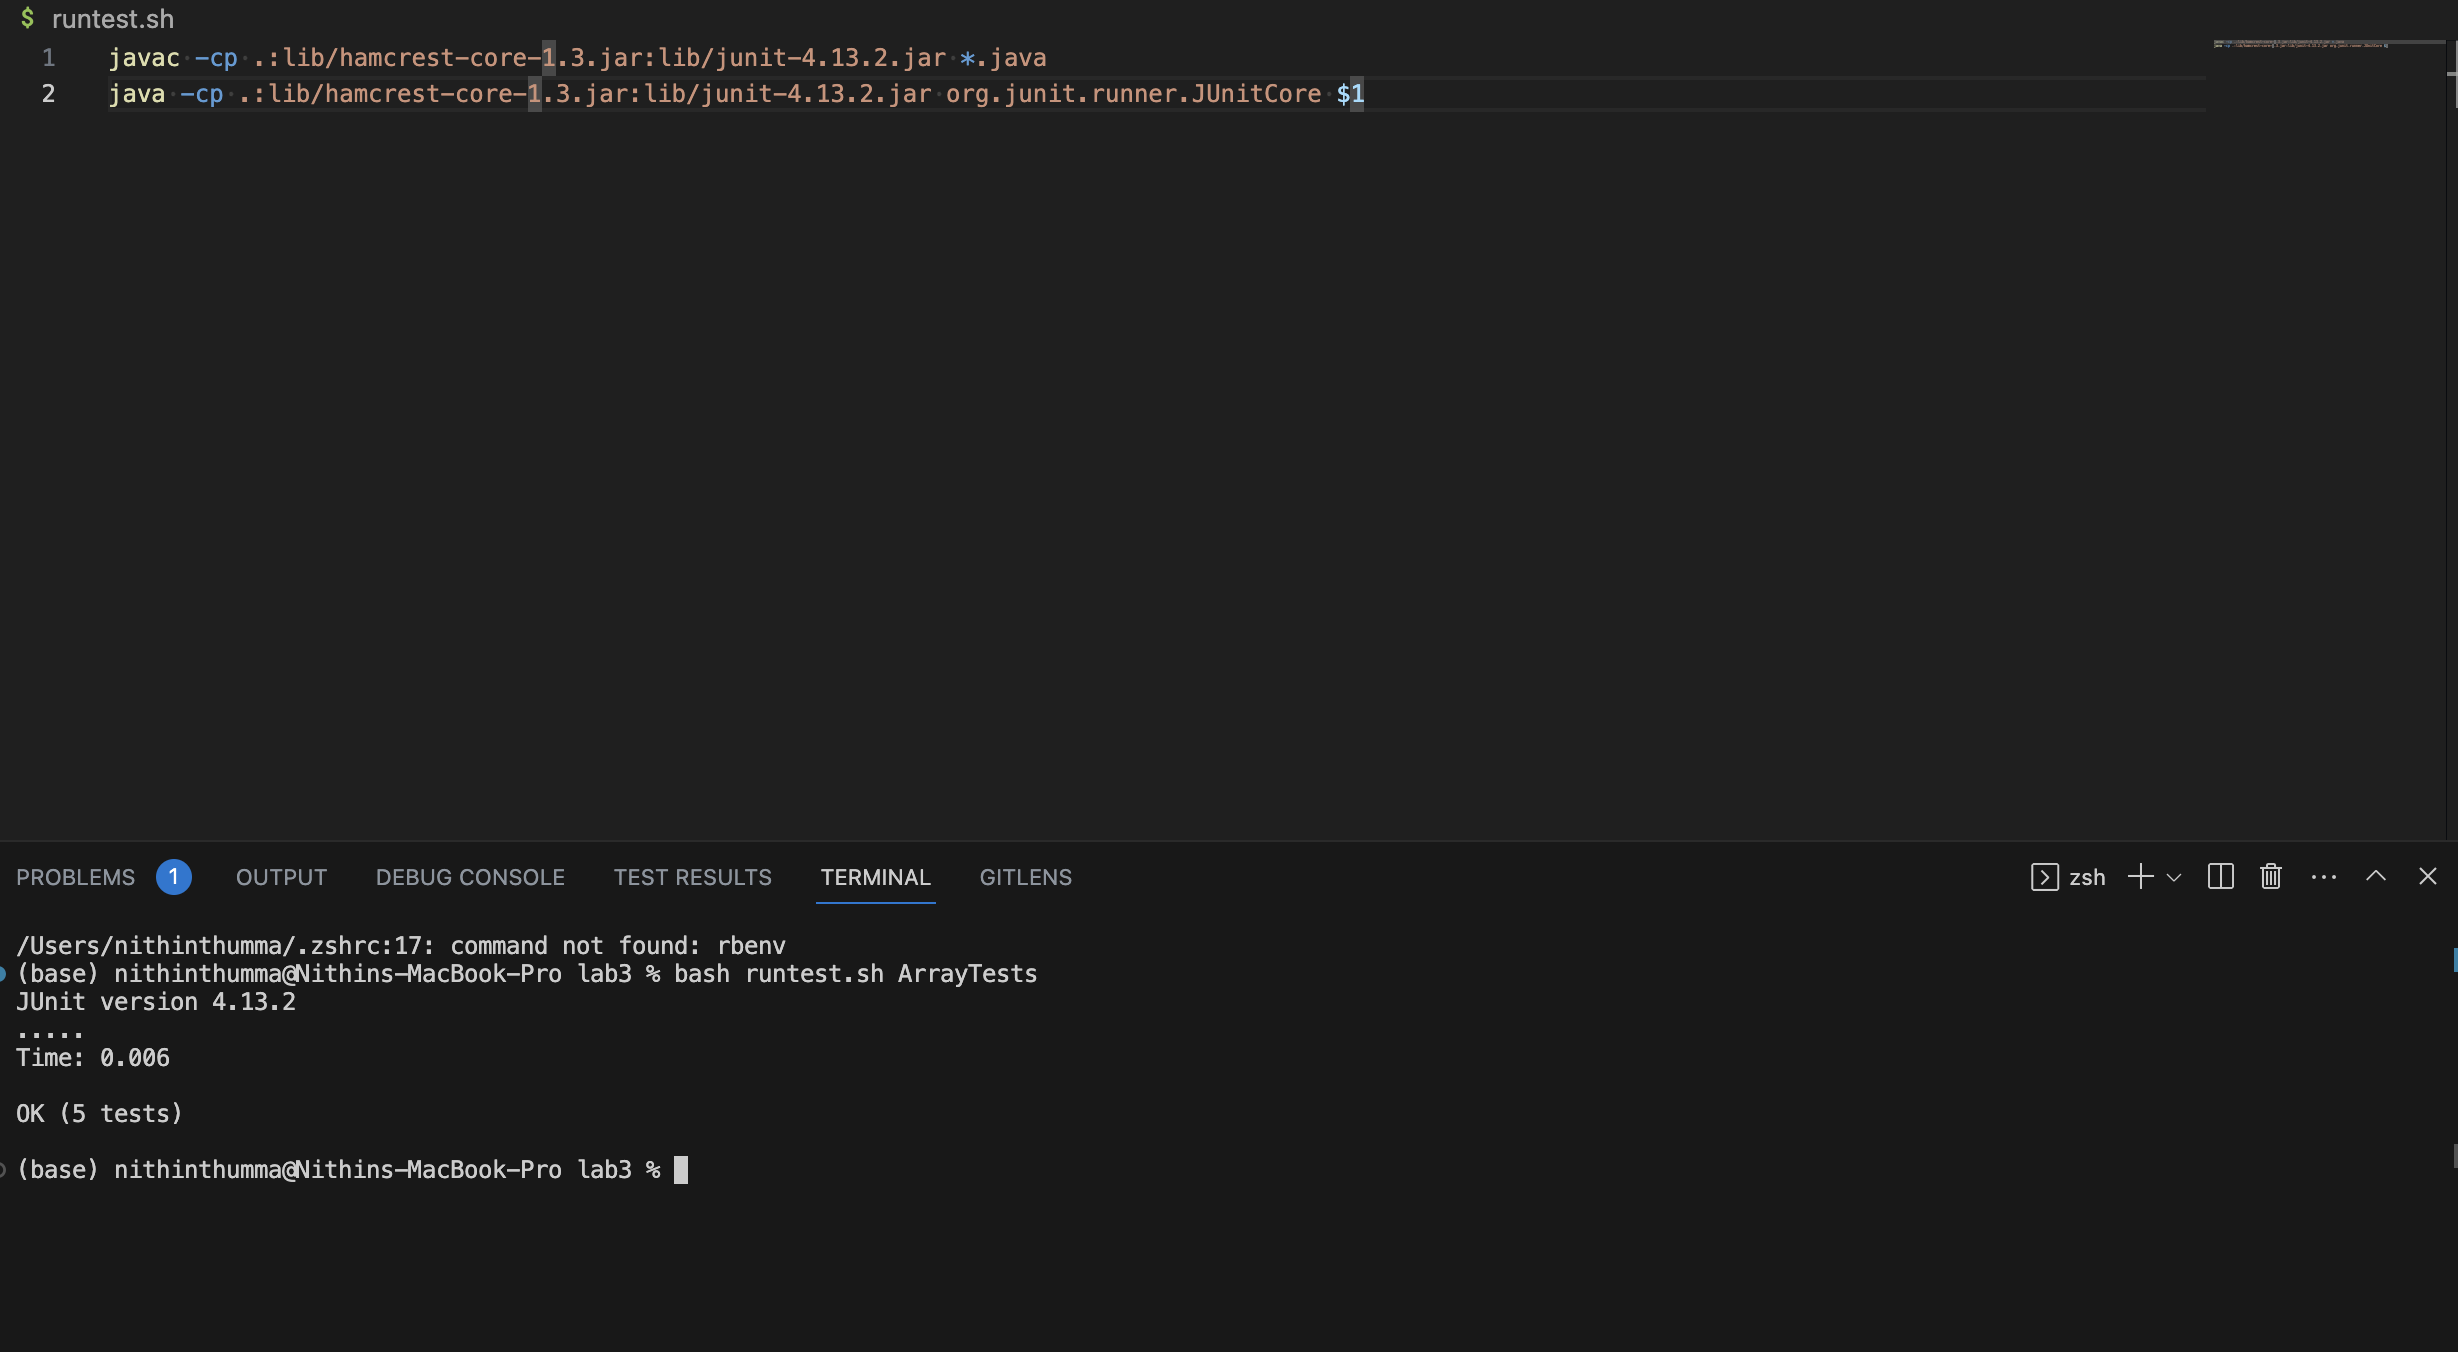 $ runtest.sh
1 javac -cp .:lib/hamcrest-core-1.3.jar:lib/junit-4.13.2.jar *.java
2 java -cp .:lib/hamcrest-core-1.3.jar:lib/junit-4.13.2.jar org.junit.runner.JUnitCore $1
PROBLEMS 1 OUTPUT DEBUG CONSOLE TEST RESULTS TERMINAL GITLENS zsh
/Users/nithinthumma/.zshrc:17: command not found: rbenv
(base) nithinthumma@Nithins-MacBook-Pro lab3 % bash runtest.sh ArrayTests
JUnit version 4.13.2
.....
Time: 0.006
OK (5 tests)
(base) nithinthumma@Nithins-MacBook-Pro lab3 %